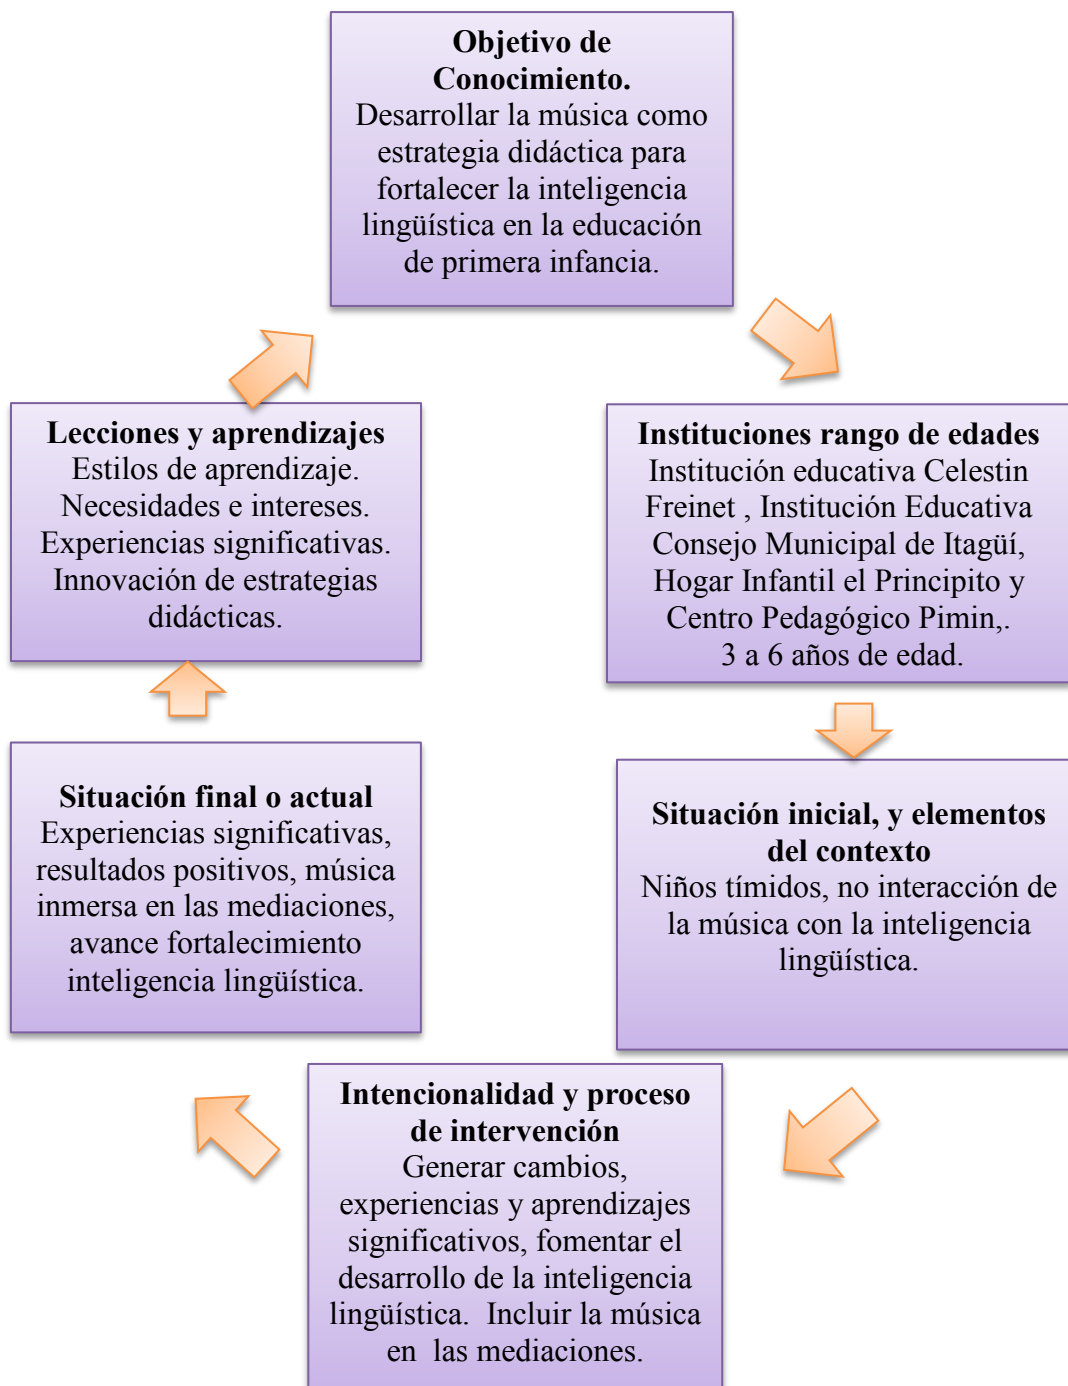 Objetivo de
Conocimiento.
Desarrollar la música como
estrategia didáctica para
fortalecer la inteligencia
lingüística en la educación
de primera infancia.
Instituciones rango de edades
Institución educativa Celestin
Freinet , Institución Educativa
Consejo Municipal de Itagüí,
Hogar Infantil el Principito y
Centro Pedagógico Pimin,.
3 a 6 años de edad.
Situación inicial, y elementos
del contexto
Niños tímidos, no interacción de
la música con la inteligencia
lingüística.
Intencionalidad y proceso
de intervención
Generar cambios,
experiencias y aprendizajes
significativos, fomentar el
desarrollo de la inteligencia
lingüística.  Incluir la música
en  las mediaciones.
Situación final o actual
Experiencias significativas,
resultados positivos, música
inmersa en las mediaciones,
avance fortalecimiento
inteligencia lingüística.
Lecciones y aprendizajes
Estilos de aprendizaje.
Necesidades e intereses.
Experiencias significativas.
Innovación de estrategias
didácticas.